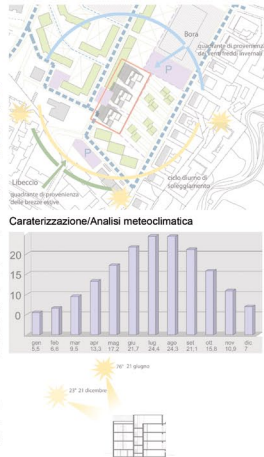 Bora
quadrante di provenienza
dei venti freddi invernali
P
P
ciclo diurno di
soleggiamento
Libeccio
quadrante di provenienza
delle brezze estive
Caraterizzazione/Analisi meteoclimatica
20
15
10
0
gen feb mar apr mag giu lug ago set ott nov dic
5,5 6,6 9,5 13,3 17,2 21,7 24,4 24,3 21,1 15,8 10,9 7
21 giugno
23° 21 dicembre